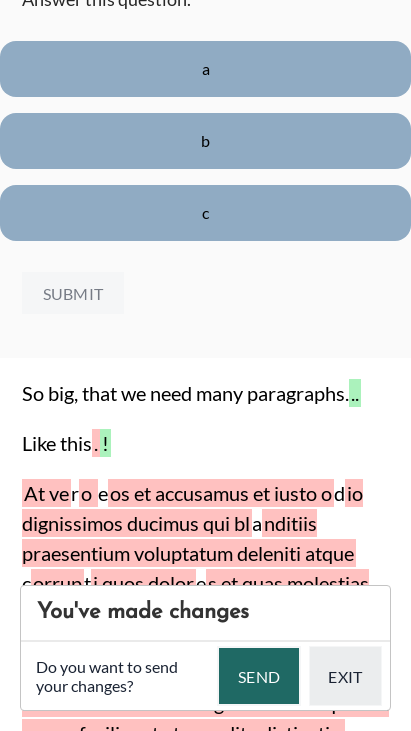 Answer this question.
a
b
c
SUBMIT
So big, that we need many paragraphs...
Like this.!
At vero eos et accusamus et iusto odio
dignissimos ducimus qui blanditiis
praesentium voluptatum deleniti atque
corrupti quos dolores et quas molestias
You've made changes
Do you want to send
your changes?
SEND
EXIT